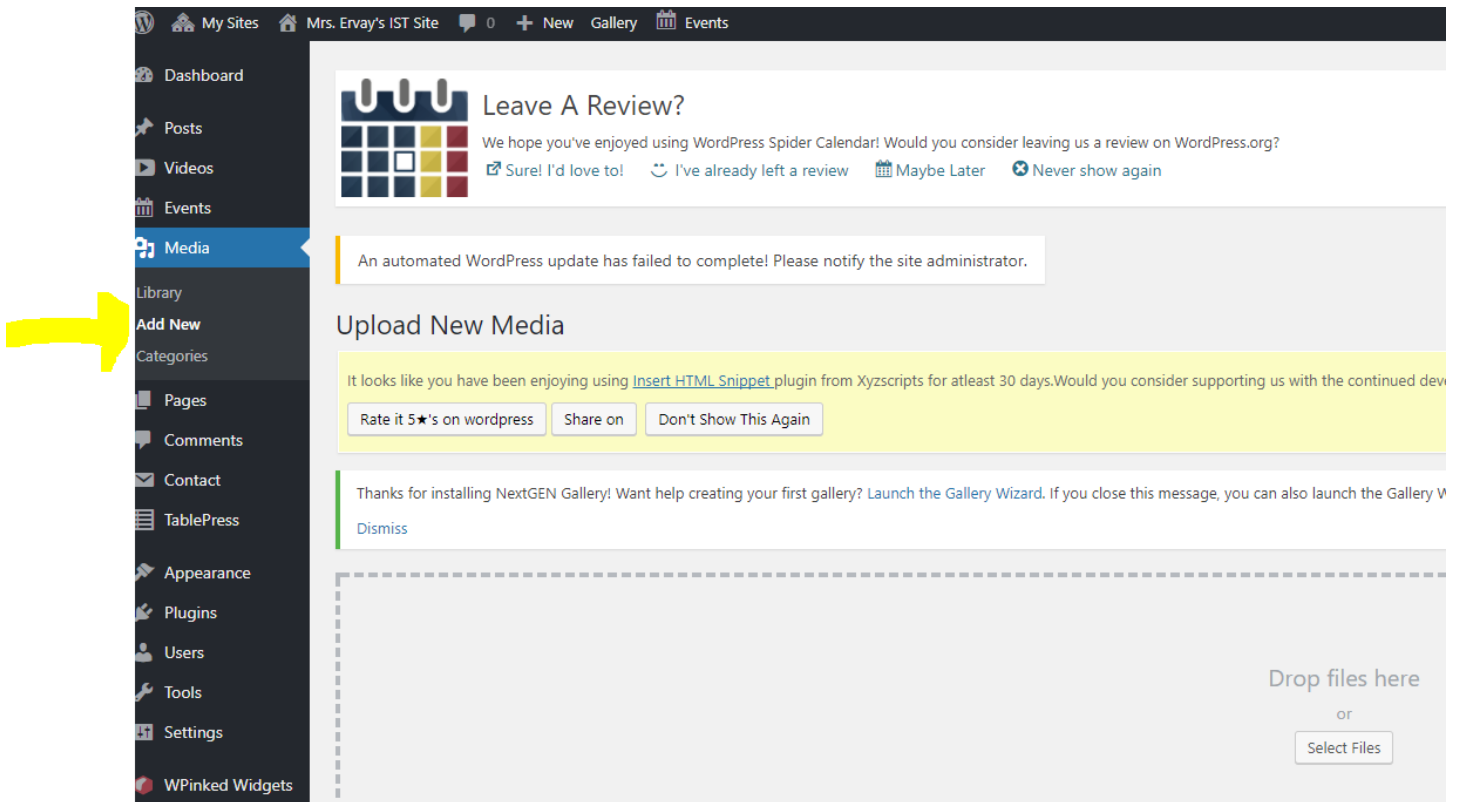 My Sites Mrs. Ervay's IST Site 0 New Gallery Events
Dashboard
Posts
Videos
Events
Media
Library
Add New
Categories
Pages
Comments
Contact
TablePress
Appearance
Plugins
Users
Tools
Settings
WPinked Widgets
Leave A Review?
We hope you've enjoyed using WordPress Spider Calendar! Would you consider leaving us a review on WordPress.org?
Sure! I'd love to! I've already left a review Maybe Later Never show again
An automated WordPress update has failed to complete! Please notify the site administrator.
Upload New Media
It looks like you have been enjoying using Insert HTML Snippet plugin from Xyzscripts for atleast 30 days.Would you consider supporting us with the continued deve
Rate it 5★'s on wordpress Share on Don't Show This Again
Thanks for installing NextGEN Gallery! Want help creating your first gallery? Launch the Gallery Wizard. If you close this message, you can also launch the Gallery W
Dismiss
Drop files here
or
Select Files